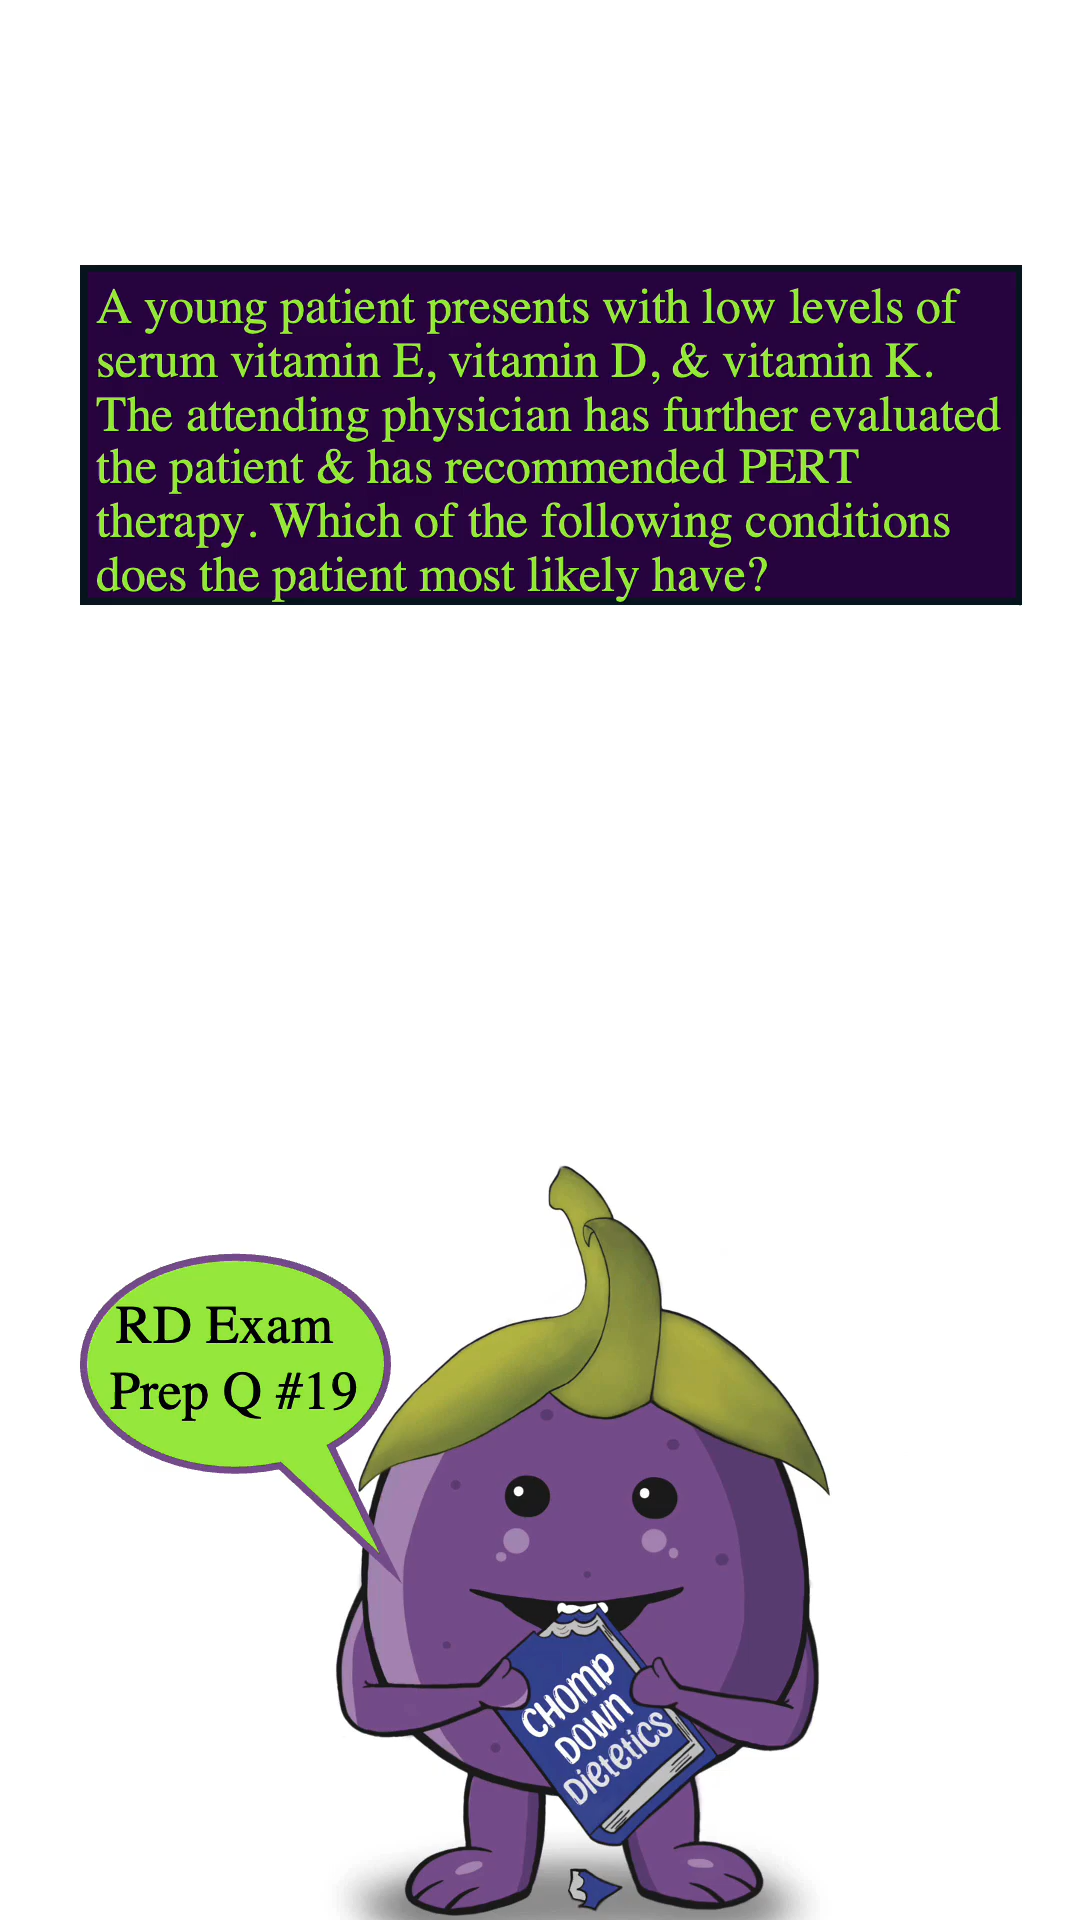 A young patient presents with low levels of
serum vitamin E, vitamin D, & vitamin K.
The attending physician has further evaluated
the patient & has recommended PERT
therapy. Which of the following conditions
does the patient most likely have?
RD Exam
Prep Q #19
CHOMP
DOWN
Dietetics